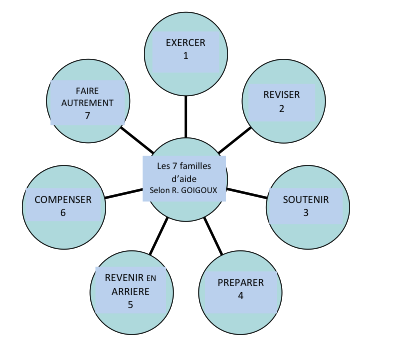 EXERCER
1
REVISER
2
SOUTENIR
3
PREPARER
4
REVENIR EN
ARRIERE
5
COMPENSER
6
FAIRE
AUTREMENT
7
Les 7 familles
d'aide
Selon R. GOIGOUX